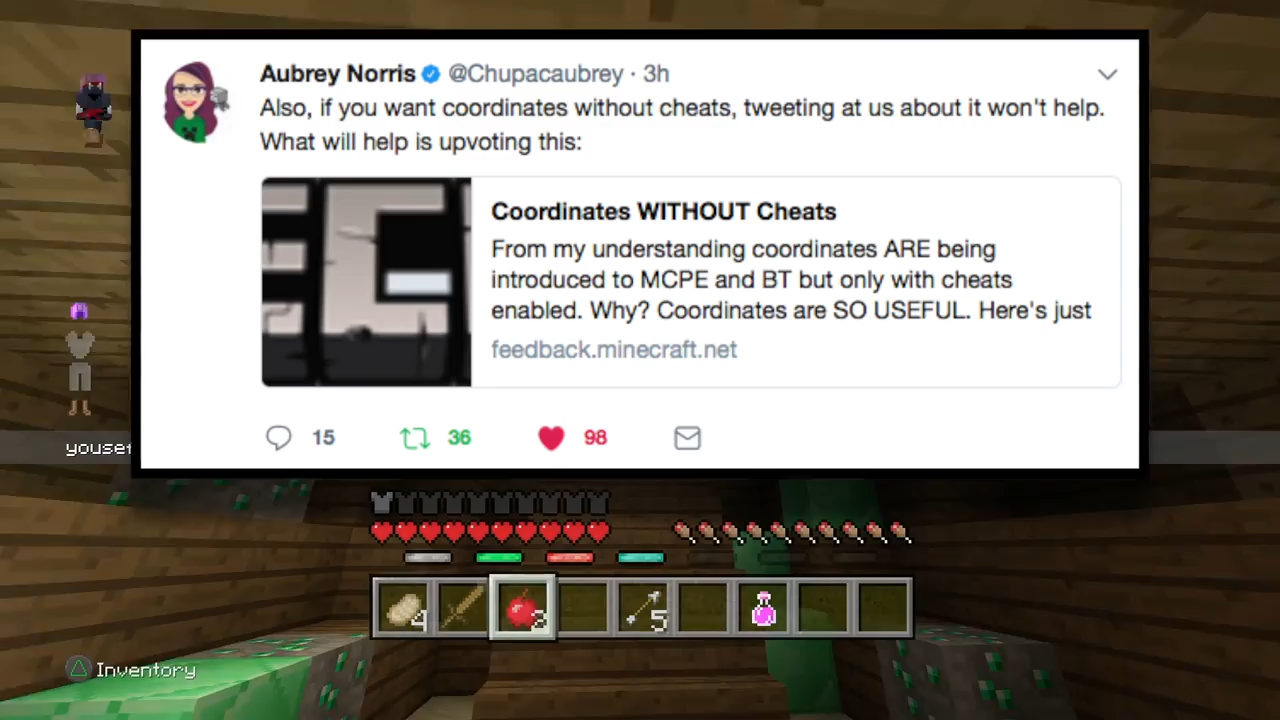 Aubrey Norris @Chupacaubrey · 3h
Also, if you want coordinates without cheats, tweeting at us about it won't help.
What will help is upvoting this:
Coordinates WITHOUT Cheats
From my understanding coordinates ARE being
introduced to MCPE and BT but only with cheats
enabled. Why? Coordinates are SO USEFUL. Here's just
feedback.minecraft.net
15 36 98
youset
4 3 5
Inventory